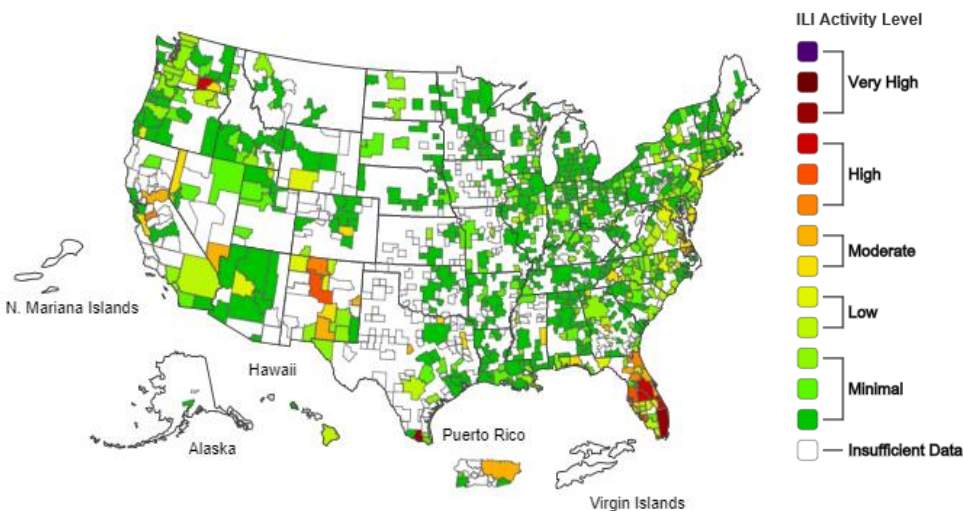 ILI Activity Level
Very High
High
Moderate
Low
Minimal
Insufficient Data
N. Mariana Islands
Hawaii
Alaska
Puerto Rico
Virgin Islands